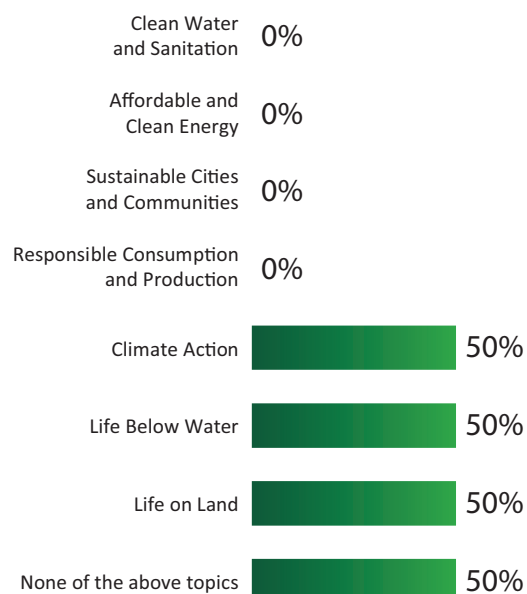 Clean Water
and Sanitation
0%
Affordable and
Clean Energy
0%
Sustainable Cities
and Communities
0%
Responsible Consumption
and Production
0%
Climate Action
50%
Life Below Water
50%
Life on Land
50%
None of the above topics
50%